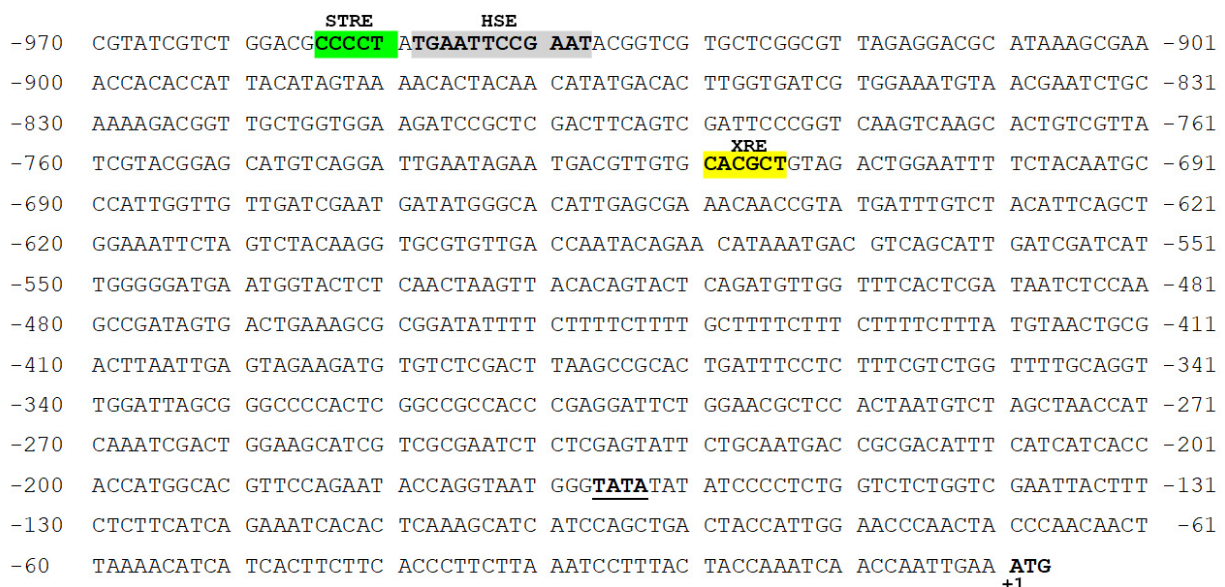 STRE HSE
-970 CGTATCGTCT GGACGCCCCT ATGAATTCCG AATACGGTCG TGCTCGGCGT TAGAGGACGC ATAAAGCGAA -901
-900 ACCACACCAT TACATAGTAA AACACTACAA CATATGACAC TTGGTGATCG TGGAAATGTA ACGAATCTGC -831
-830 AAAAGACGGT TGCTGGTGGA AGATCCGCTC GACTTCAGTC GATTCCCGGT CAAGTCAAGC ACTGTCGTTA -761
XRE
-760 TCGTACGGAG CATGTCAGGA TTGAATAGAA TGACGTTGTG CACGCTGTAG ACTGGAATTT TCTACAATGC -691
-690 CCATTGGTTG TTGATCGAAT GATATGGGCA CATTGAGCGA AACAACCGTA TGATTTGTCT ACATTCAGCT -621
-620 GGAAATTCTA GTCTACAAGG TGCGTGTTGA CCAATACAGAA CATAAATGAC GTCAGCATT GATCGATCAT -551
-550 TGGGGGATGA ATGGTACTCT CAACTAAGTT ACACAGTACT CAGATGTTGG TTTCACTCGA TAATCTCCAA -481
-480 GCCGATAGTG ACTGAAAGCG CGGATATTTT CTTTTCTTTT GCTTTTCTTT CTTTTCTTTA TGTAACTGCG -411
-410 ACTTAATTGA GTAGAAGATG TGTCTCGACT TAAGCCGCAC TGATTTCCTC TTTCGTCTGG TTTTGCAGGT -341
-340 TGGATTAGCG GGCCCCACTC GGCCGCCACC CGAGGATTCT GGAACGCTCC ACTAATGTCT AGCTAACCAT -271
-270 CAAATCGACT GGAAGCATCG TCGCGAATCT CTCGAGTATT CTGCAATGAC CGCGACATTT CATCATCACC -201
-200 ACCATGGCAC GTTCCAGAAT ACCAGGTAAT GGGTATATAT ATCCCCTCTG GTCTCTGGTC GAATTACTTT -131
-130 CTCTTCATCA GAAATCACAC TCAAAGCATC ATCCAGCTGA CTACCATTGG AACCCAACTA CCCAACAACT -61
-60 TAAAACATCA TCACTTCTTC ACCCTTCTTA AATCCTTTAC TACCAAATCA ACCAATTGAA ATG
+1